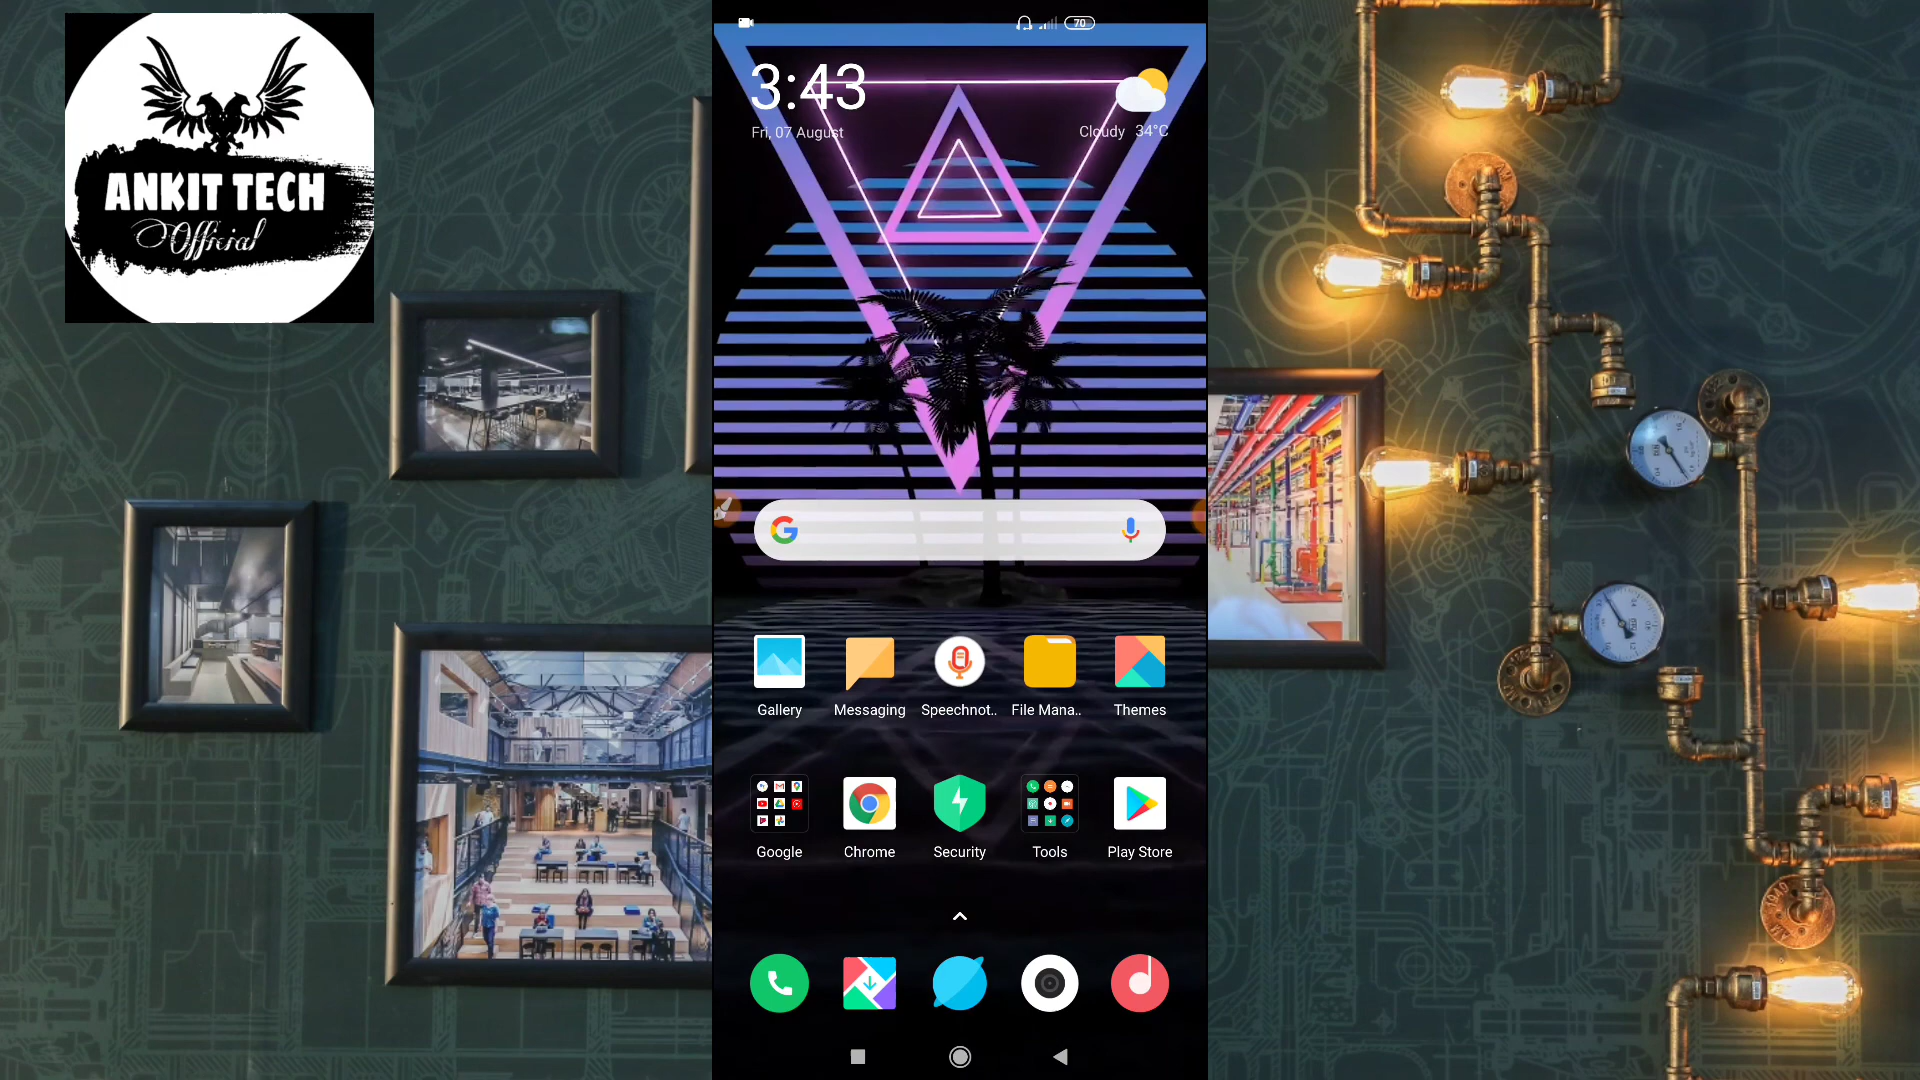 ANKIT TECH
Official
70
3:43
Fri, 07 August
Cloudy 34°C
Gallery
Messaging
Speechnot..
File Mana..
Themes
Google
Chrome
Security
Tools
Play Store